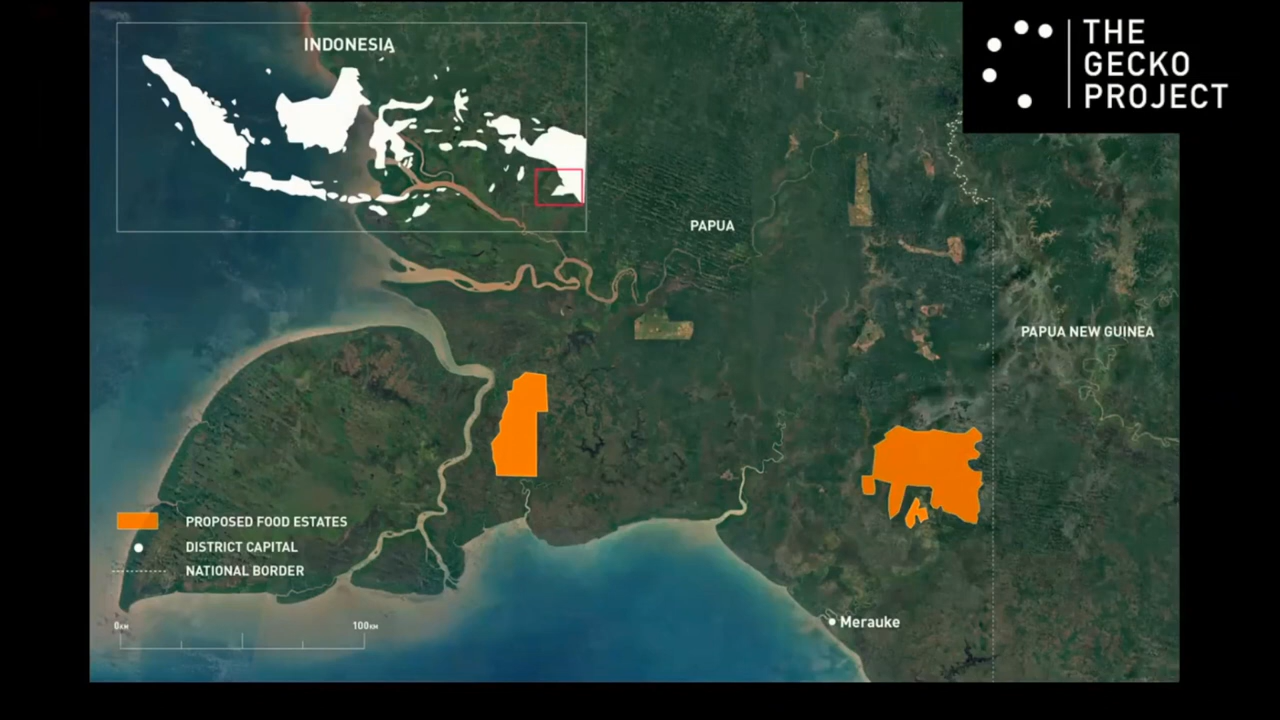 INDONESIA
THE
GECKO
PROJECT
PAPUA
PAPUA NEW GUINEA
PROPOSED FOOD ESTATES
DISTRICT CAPITAL
NATIONAL BORDER
0KM
100KM
Merauke